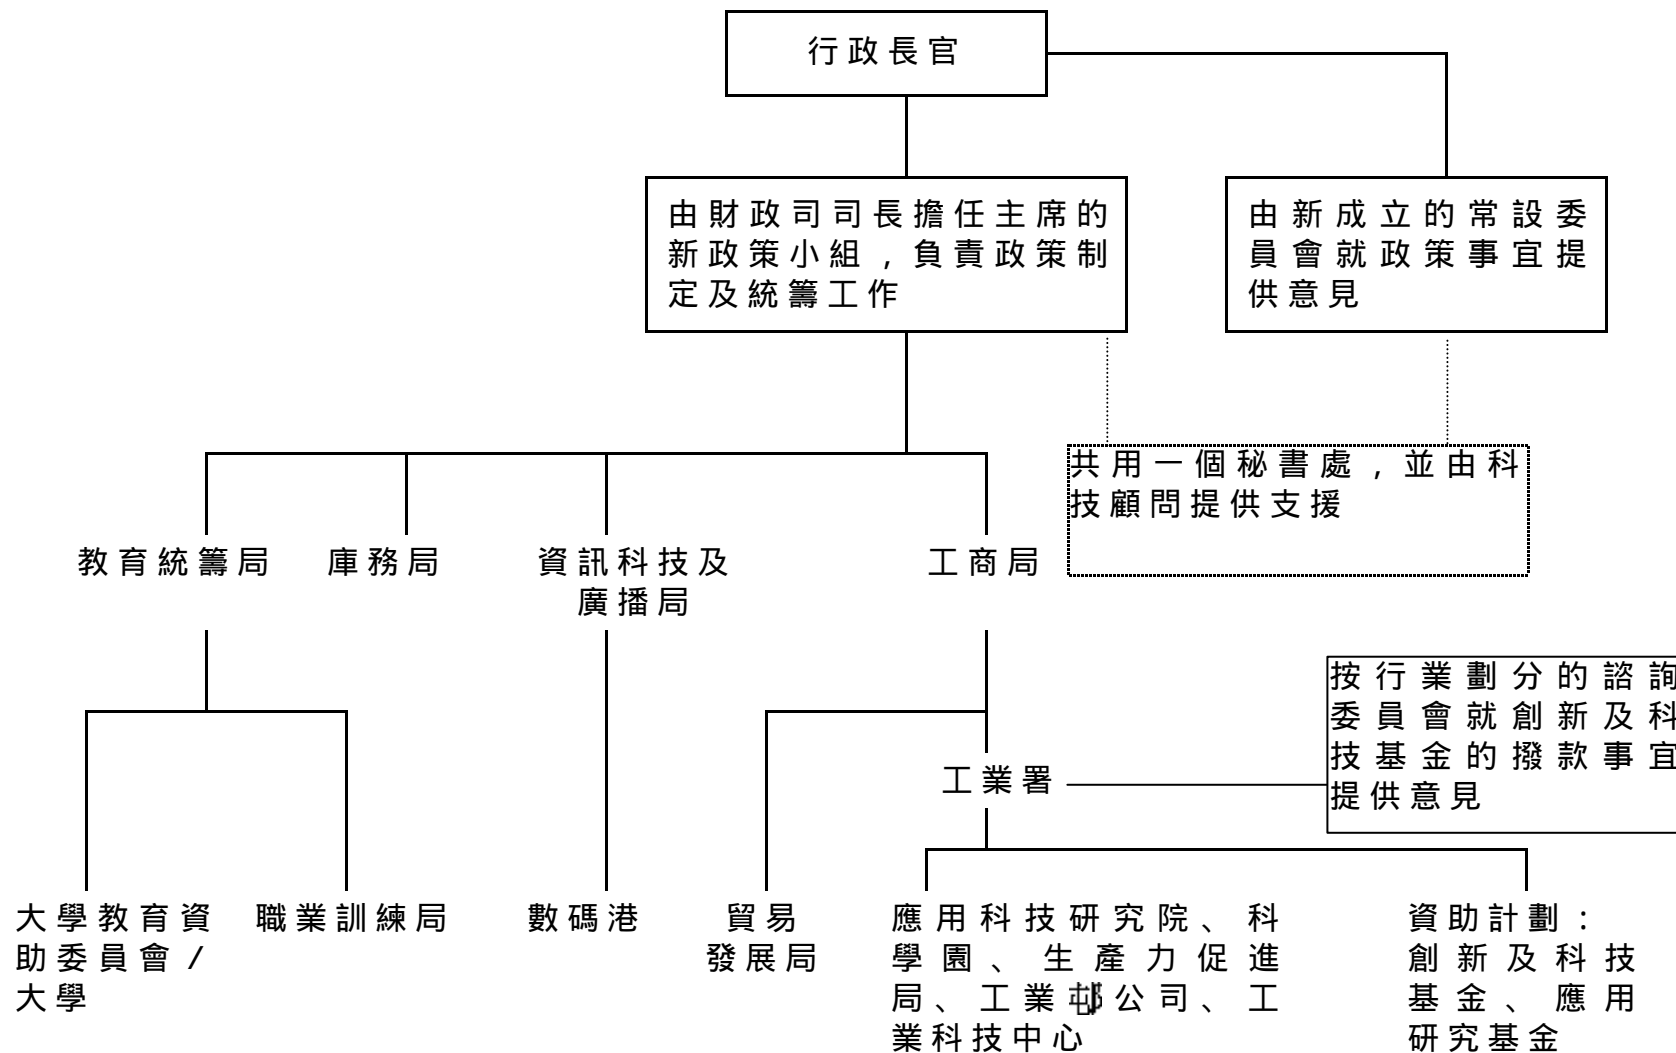 行政長官
由財政司司長擔任主席的
新政策小組，負責政策制
定及統籌工作
由新成立的常設委
員會就政策事宜提
供意見
共用一個秘書處，並由科
技顧問提供支援
教育統籌局
庫務局
資訊科技及
廣播局
工商局
按行業劃分的諮詢
委員會就創新及科
技基金的撥款事宜
提供意見
工業署
大學教育資
助委員會/
大學
職業訓練局
數碼港
貿易
發展局
應用科技研究院、科
學園、生產力促進
局、工業邨公司、工
業科技中心
資助計劃：
創新及科技
基金、應用
研究基金